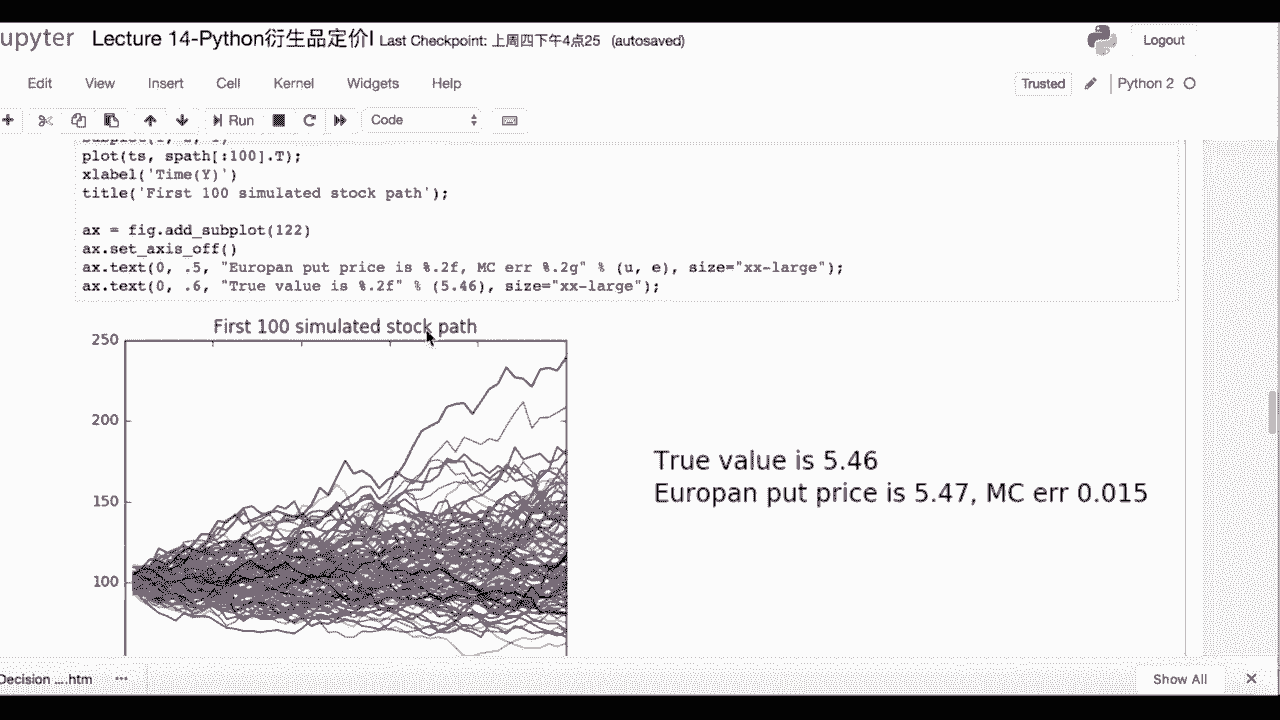 upyter Lecture 14-Python衍生品定价I Last Checkpoint: 上周四下午4点25 (autosaved) Logout
Edit View Insert Cell Kernel Widgets Help Trusted Python 2
Run Code
plot(ts, spath[:100].T);
xlabel('Time(Y)')
title('First 100 simulated stock path');
ax = fig.add_subplot(122)
ax.set_axis_off()
ax.text(0, .5, "Europan put price is %.2f, MC err %.2g" % (u, e), size="xx-large");
ax.text(0, .6, "True value is %.2f" % (5.46), size="xx-large");
First 100 simulated stock path
250
200
150
100
True value is 5.46
Europan put price is 5.47, MC err 0.015
Decision ....htm Show All